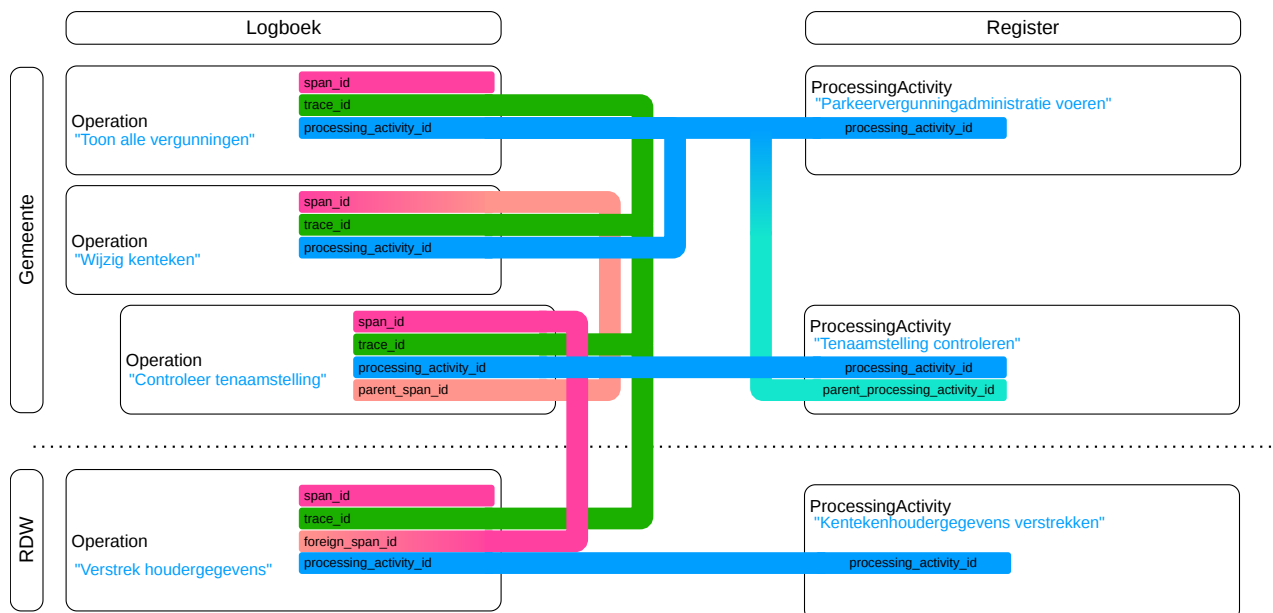 Logboek
Register
Gemeente
Operation
"Toon alle vergunningen"
span_id
trace_id
processing_activity_id
ProcessingActivity
"Parkeervergunningadministratie voeren"
processing_activity_id
Operation
"Wijzig kenteken"
span_id
trace_id
processing_activity_id
Operation
"Controleer tenaamstelling"
span_id
trace_id
processing_activity_id
parent_span_id
ProcessingActivity
"Tenaamstelling controleren"
processing_activity_id
parent_processing_activity_id
RDW
Operation
"Verstrek houdergegevens"
span_id
trace_id
foreign_span_id
processing_activity_id
ProcessingActivity
"Kentekenhoudergegevens verstrekken"
processing_activity_id